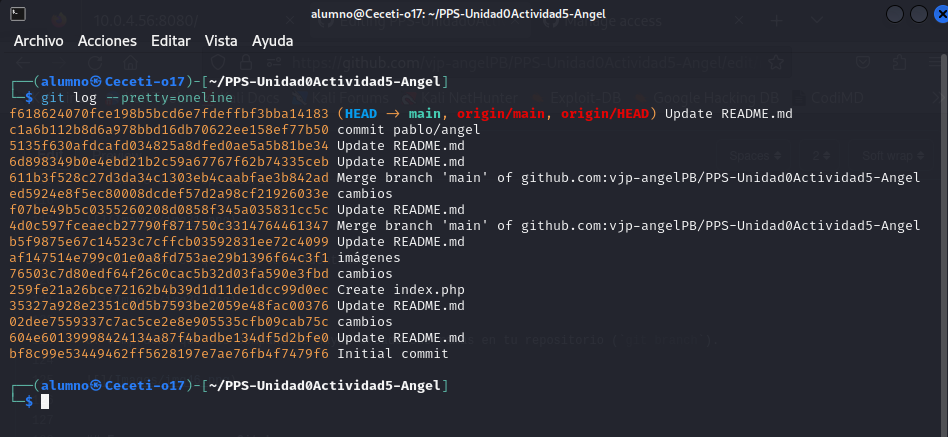 alumno@Ceceti-o17: ~/PPS-Unidad0Actividad5-Angel
Archivo Acciones Editar Vista Ayuda
┌──(alumno㉿Ceceti-o17)-[~/PPS-Unidad0Actividad5-Angel]
└─$ git log --pretty=oneline
f618624070fce198b5bcd6e7fdeffbf3bba14183 (HEAD → main, origin/main, origin/HEAD) Update README.md
c1a6b112b8d6a978bbd16db70622ee158ef77b50 commit pablo/angel
5135f630afdcafd034825a8dfed0ae5a5b81be34 Update README.md
6d898349b0e4ebd21b2c59a67767f62b74335ceb Update README.md
611b3f528c27d3da34c1303eb4caabfae3b842ad Merge branch 'main' of github.com:vjp-angelPB/PPS-Unidad0Actividad5-Angel
ed5924e8f5ec80008dcdef57d2a98cf21926033e cambios
f07be49b5c0355260208d0858f345a035831cc5c Update README.md
4d0c597fceaecb27790f871750c3314764461347 Merge branch 'main' of github.com:vjp-angelPB/PPS-Unidad0Actividad5-Angel
b5f9875e67c14523c7cffcb03592831ee72c4099 Update README.md
af147514e799c01e0a8fd753ae29b1396f64c3f1 imágenes
76503c7d80edf64f26c0cac5b32d03fa590e3fbd cambios
259fe21a26bce72162b4b39d1d11de1dcc99d0ec Create index.php
35327a928e2351c0d5b7593be2059e48fac00376 Update README.md
02dee7559337c7ac5ce2e8e905535cfb09cab75c cambios
604e60139998424134a87f4badbe134df5d2bfe0 Update README.md
bf8c99e53449462ff5628197e7ae76fb4f7479f6 Initial commit
┌──(alumno㉿Ceceti-o17)-[~/PPS-Unidad0Actividad5-Angel]
└─$